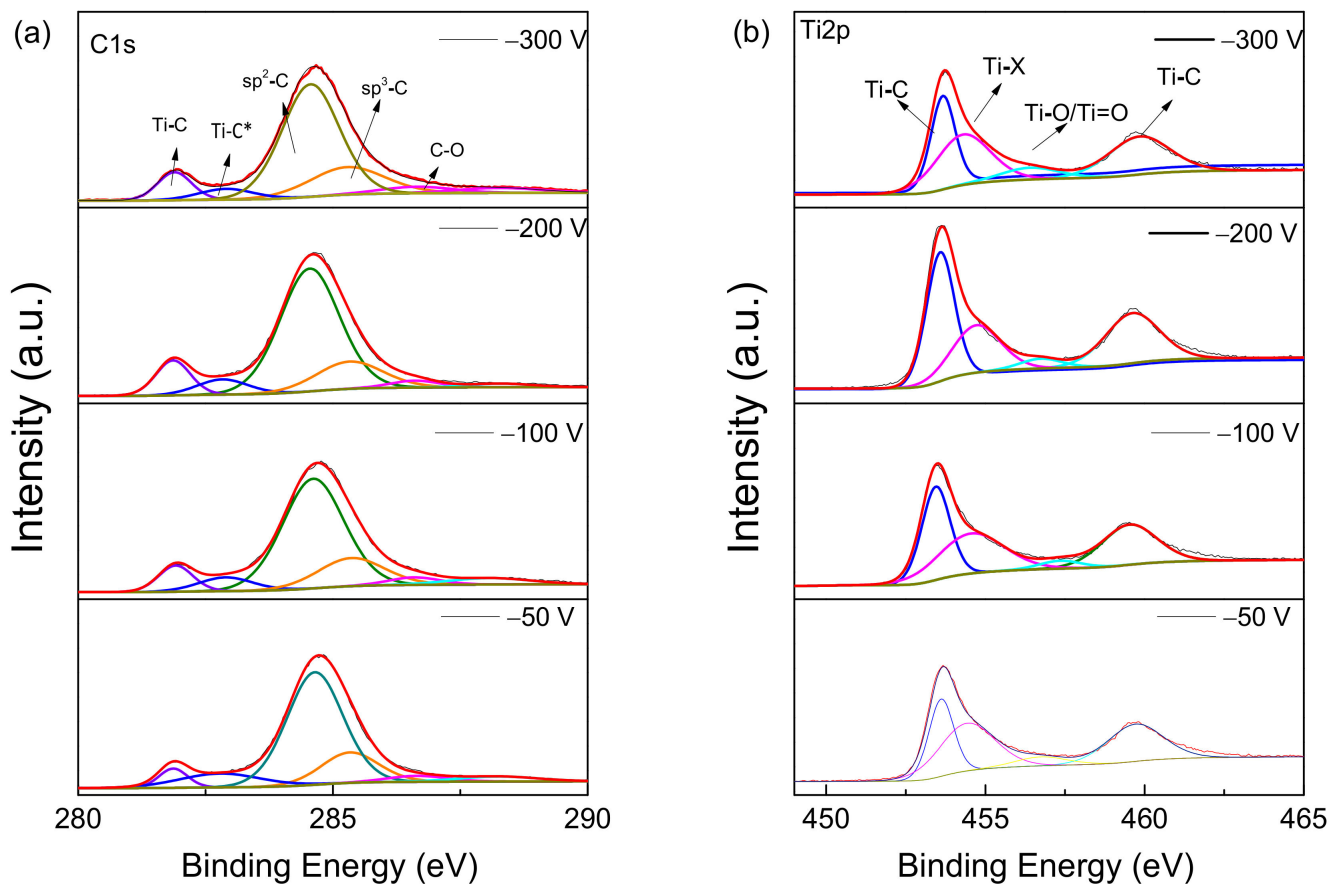 (a)
C1s
–300 V
sp²-C
sp³-C
Ti-C
Ti-C*
C-O
–200 V
–100 V
–50 V
280
285
290
Binding Energy (eV)
Intensity (a.u.)
(b)
Ti2p
–300 V
Ti-C
Ti-X
Ti-O/Ti=O
Ti-C
–200 V
–100 V
–50 V
450
455
460
465
Binding Energy (eV)
Intensity (a.u.)